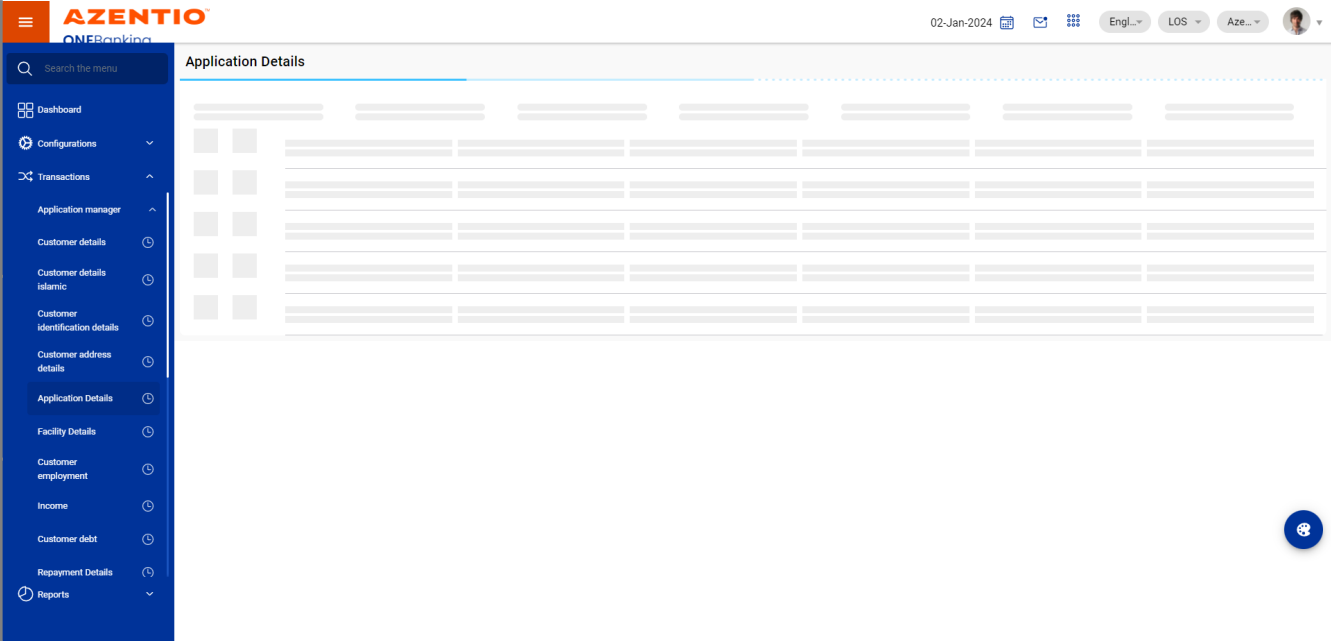 AZENTIO™
ONEBanking
02-Jan-2024
Engl...
LOS
Aze...
Search the menu
Application Details
Dashboard
Configurations
Transactions
Application manager
Customer details
Customer details
islamic
Customer
identification details
Customer address
details
Application Details
Facility Details
Customer
employment
Income
Customer debt
Repayment Details
Reports